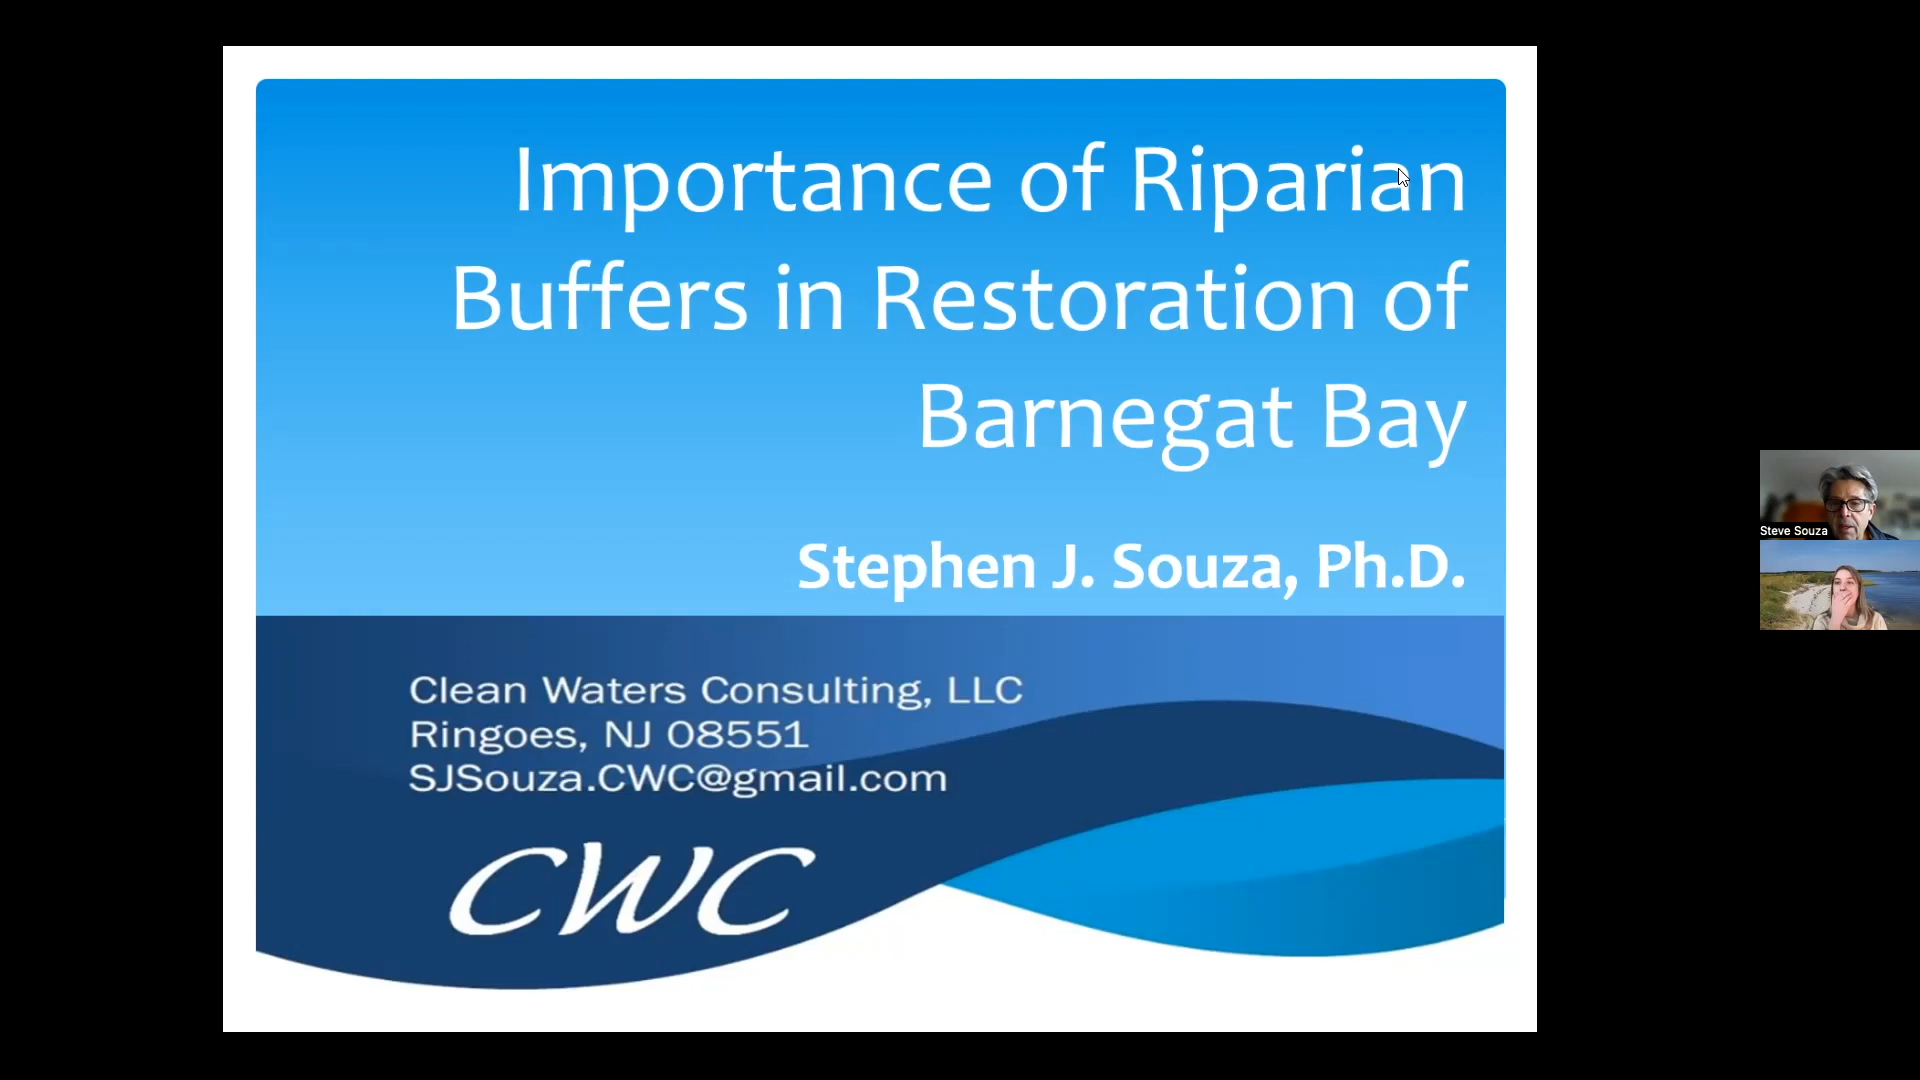 Importance of Riparian
Buffers in Restoration of
Barnegat Bay
Stephen J. Souza, Ph.D.
Clean Waters Consulting, LLC
Ringoes, NJ 08551
SJSouza.CWC@gmail.com
CWC
Steve Souza